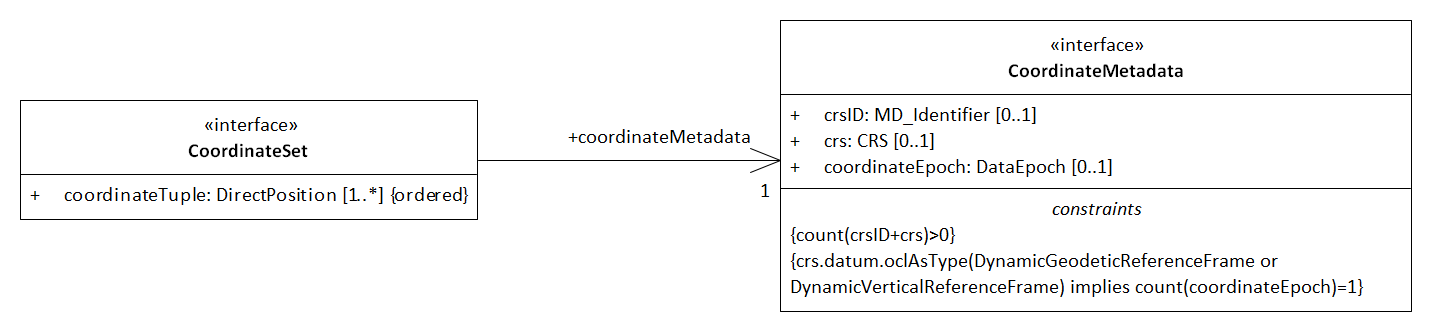 «interface»
CoordinateSet
+ coordinateTuple: DirectPosition [1..*] {ordered}
+coordinateMetadata
1
«interface»
CoordinateMetadata
+ crsID: MD_Identifier [0..1]
+ crs: CRS [0..1]
+ coordinateEpoch: DataEpoch [0..1]
constraints
{count(crsID+crs)>0}
{crs.datum.oclAsType(DynamicGeodeticReferenceFrame or
DynamicVerticalReferenceFrame) implies count(coordinateEpoch)=1}